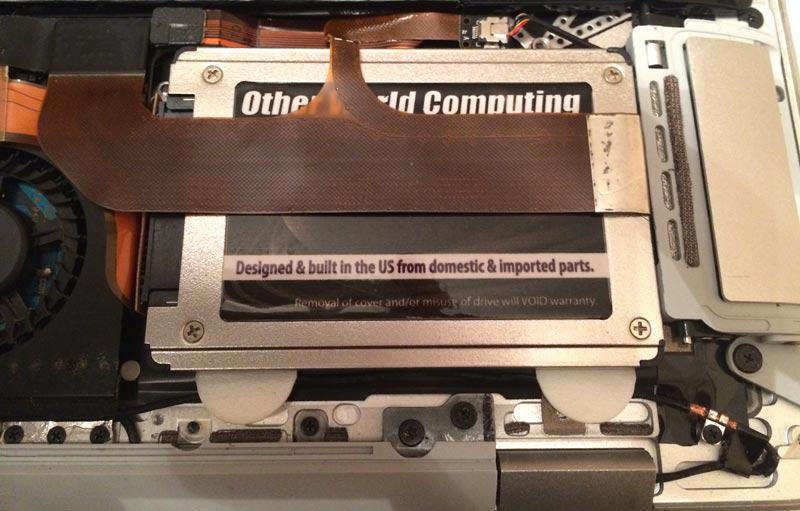 Other World Computing
Designed & built in the US from domestic & imported parts.
Removal of cover and/or misuse of drive will VOID warranty.